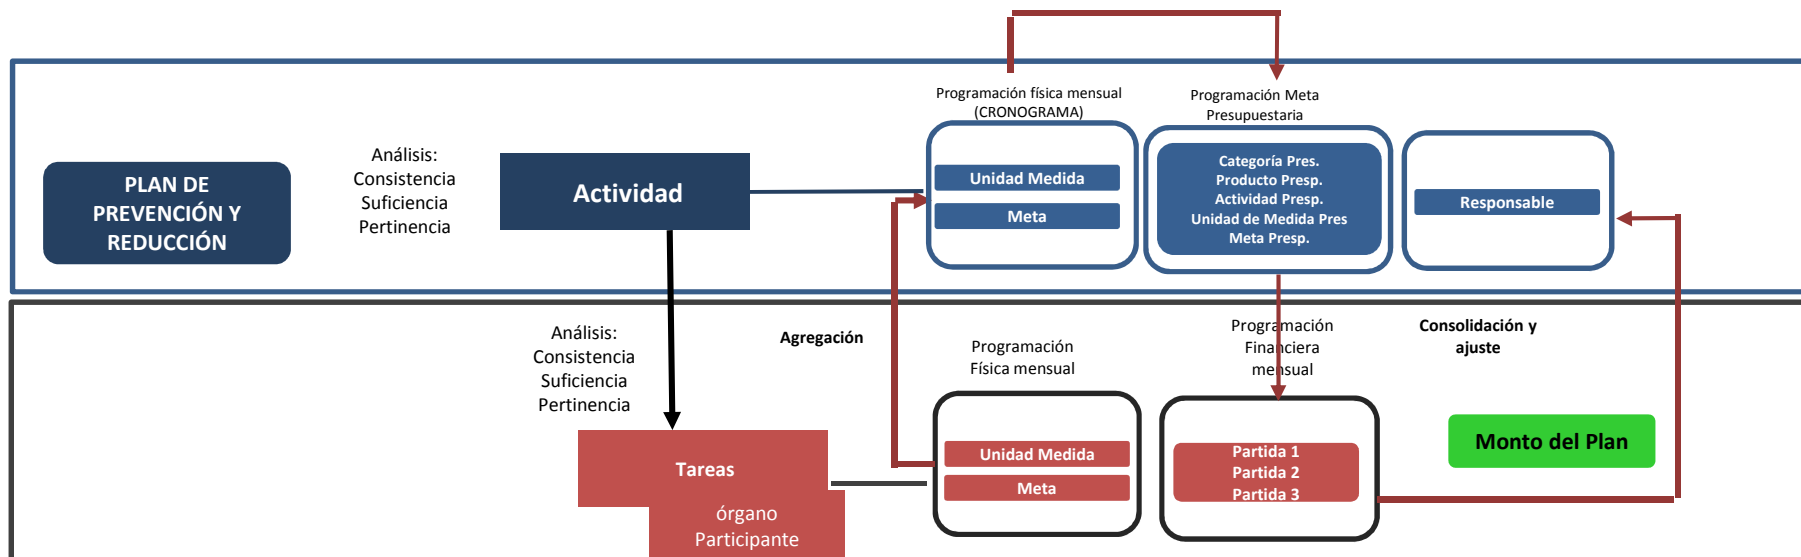 Programación física mensual
(CRONOGRAMA)
Programación Meta
Presupuestaria
PLAN DE
PREVENCIÓN Y
REDUCCIÓN
Análisis:
Consistencia
Suficiencia
Pertinencia
Actividad
Unidad Medida
Meta
Categoría Pres.
Producto Presp.
Actividad Presp.
Unidad de Medida Pres
Meta Presp.
Responsable
Análisis:
Consistencia
Suficiencia
Pertinencia
Agregación
Programación
Física mensual
Programación
Financiera
mensual
Consolidación y
ajuste
Tareas
órgano
Participante
Unidad Medida
Meta
Partida 1
Partida 2
Partida 3
Monto del Plan